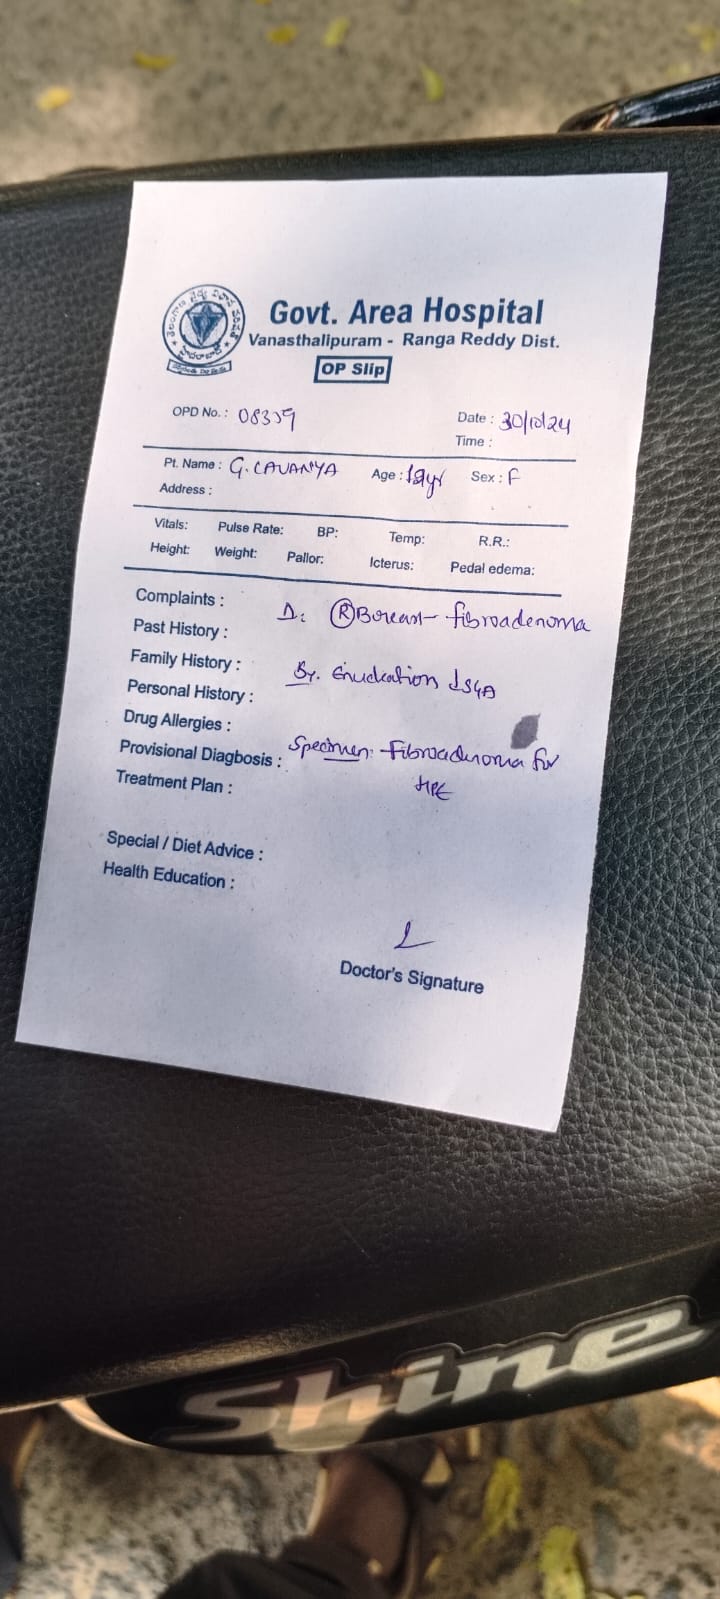 Govt. Area Hospital
Vanasthalipuram - Ranga Reddy Dist.
OP Slip
OPD No. : 08359
Date : 30/10/24
Time :
Pt. Name : G. LAVANYA Age : 19yr Sex : F
Address :
Vitals: Pulse Rate: BP: Temp: R.R.:
Height: Weight: Pallor: Icterus: Pedal edema:
Complaints : D: (R) Breast fibroadenoma
Past History :
Family History :
Personal History :
Drug Allergies :
Provisional Diagbosis : Specimen: Fibroadenoma for
Treatment Plan : HPE
Special / Diet Advice :
Health Education :
Doctor's Signature
Shine